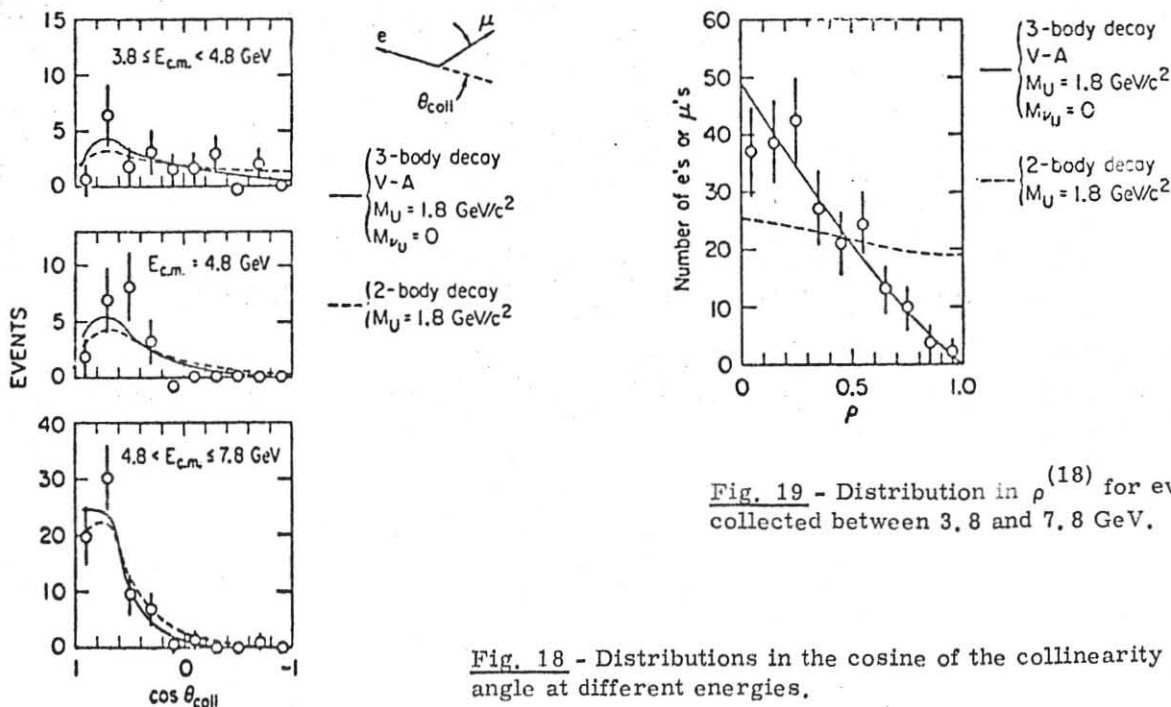 15
10
5
0
3.8 ≤ E_c.m. < 4.8 GeV
10
5
0
E_c.m. = 4.8 GeV
EVENTS
40
30
20
10
0
4.8 < E_c.m. ≤ 7.8 GeV
1 0 -1
cos θ_coll
e μ
θ_coll
3-body decay
V-A
M_U = 1.8 GeV/c²
M_ν_U = 0
2-body decay
M_U = 1.8 GeV/c²
60
50
40
30
20
10
0
Number of e's or μ's
0 0.5 1.0
ρ
3-body decay
V-A
M_U = 1.8 GeV/c²
M_ν_U = 0
2-body decay
M_U = 1.8 GeV/c²
Fig. 19 - Distribution in ρ(18) for ev
collected between 3.8 and 7.8 GeV.
Fig. 18 - Distributions in the cosine of the collinearity
angle at different energies.